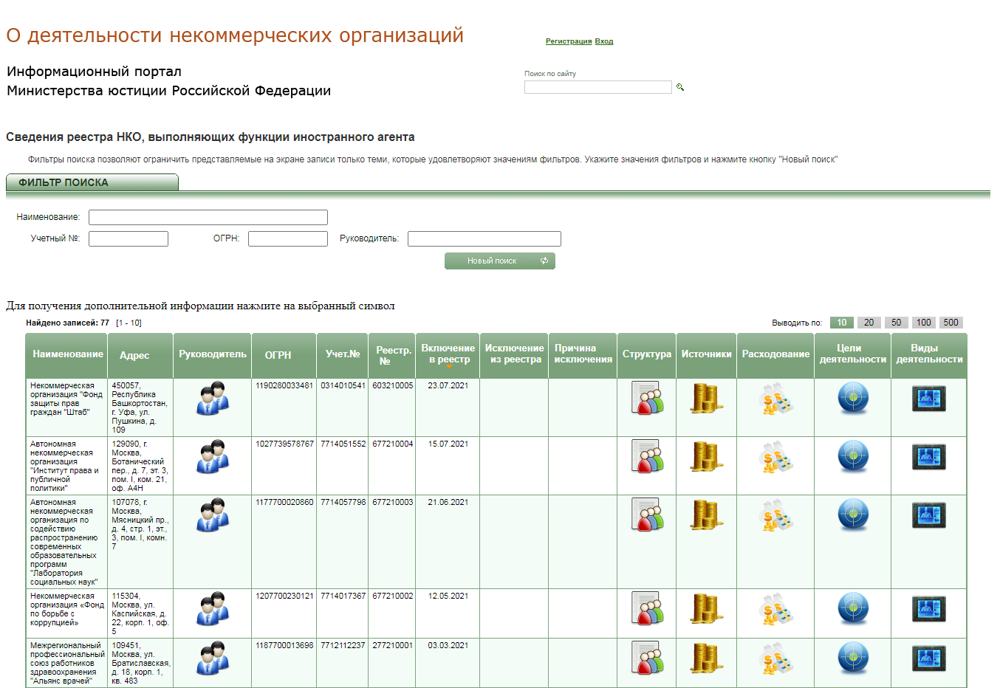 О деятельности некоммерческих организаций
Регистрация Вход
Информационный портал
Министерства юстиции Российской Федерации
Поиск по сайту
Сведения реестра НКО, выполняющих функции иностранного агента
Фильтры поиска позволяют ограничить представляемые на экране записи только теми, которые удовлетворяют значениям фильтров. Укажите значения фильтров и нажмите кнопку "Новый поиск"
ФИЛЬТР ПОИСКА
Наименование:
Учетный №: ОГРН: Руководитель:
Новый поиск
Для получения дополнительной информации нажмите на выбранный символ
Найдено записей: 77 [1 - 10]
Выводить по: 10 20 50 100 500
Наименование
Адрес
Руководитель
ОГРН
Учет.№
Реестр.
№
Включение
в реестр
Исключение
из реестра
Причина
исключения
Структура
Источники
Расходование
Цели
деятельности
Виды
деятельности
Некоммерческая
организация "Фонд
защиты прав
граждан "Штаб"
450057,
Республика
Башкортостан,
г. Уфа, ул.
Пушкина, д.
109
1190280033481
0314010541
603210005
23.07.2021
Автономная
некоммерческая
организация
"Институт права и
публичной
политики"
129090, г.
Москва,
Ботанический
пер., д. 7, эт. 3,
пом. I, ком. 21,
оф. А4Н
1027739578767
7714051552
677210004
15.07.2021
Автономная
некоммерческая
организация по
содействию
распространению
современных
образовательных
программ
"Лаборатория
социальных наук"
107078, г.
Москва,
Мясницкий пр.,
д. 4, стр. 1, эт.,
3, пом. I, комн.
7
1177700020860
7714057798
677210003
21.06.2021
Некоммерческая
организация «Фонд
по борьбе с
коррупцией»
115304,
Москва, ул.
Каспийская, д.
22, корп. 1, оф.
5
1207700230121
7714017367
677210002
12.05.2021
Межрегиональный
профессиональный
союз работников
здравоохранения
"Альянс врачей"
109451,
Москва, ул.
Братиславская,
д. 18, корп. 1,
кв. 483
1187700013698
7712112237
277210001
03.03.2021